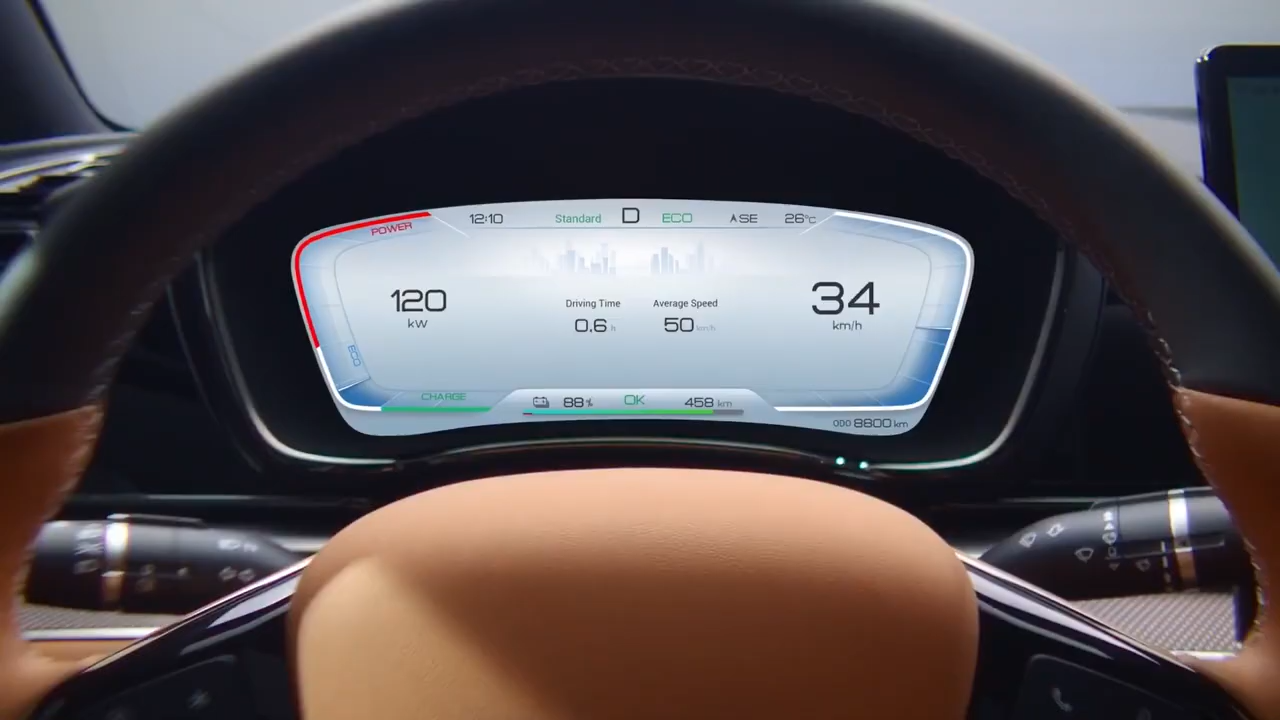 12:10 Standard D ECO SE 26°C
POWER
120
kW
Driving Time
0.6 h
Average Speed
50 km/h
34
km/h
ECO
CHARGE
88% OK 458 km
ODO 8800 km